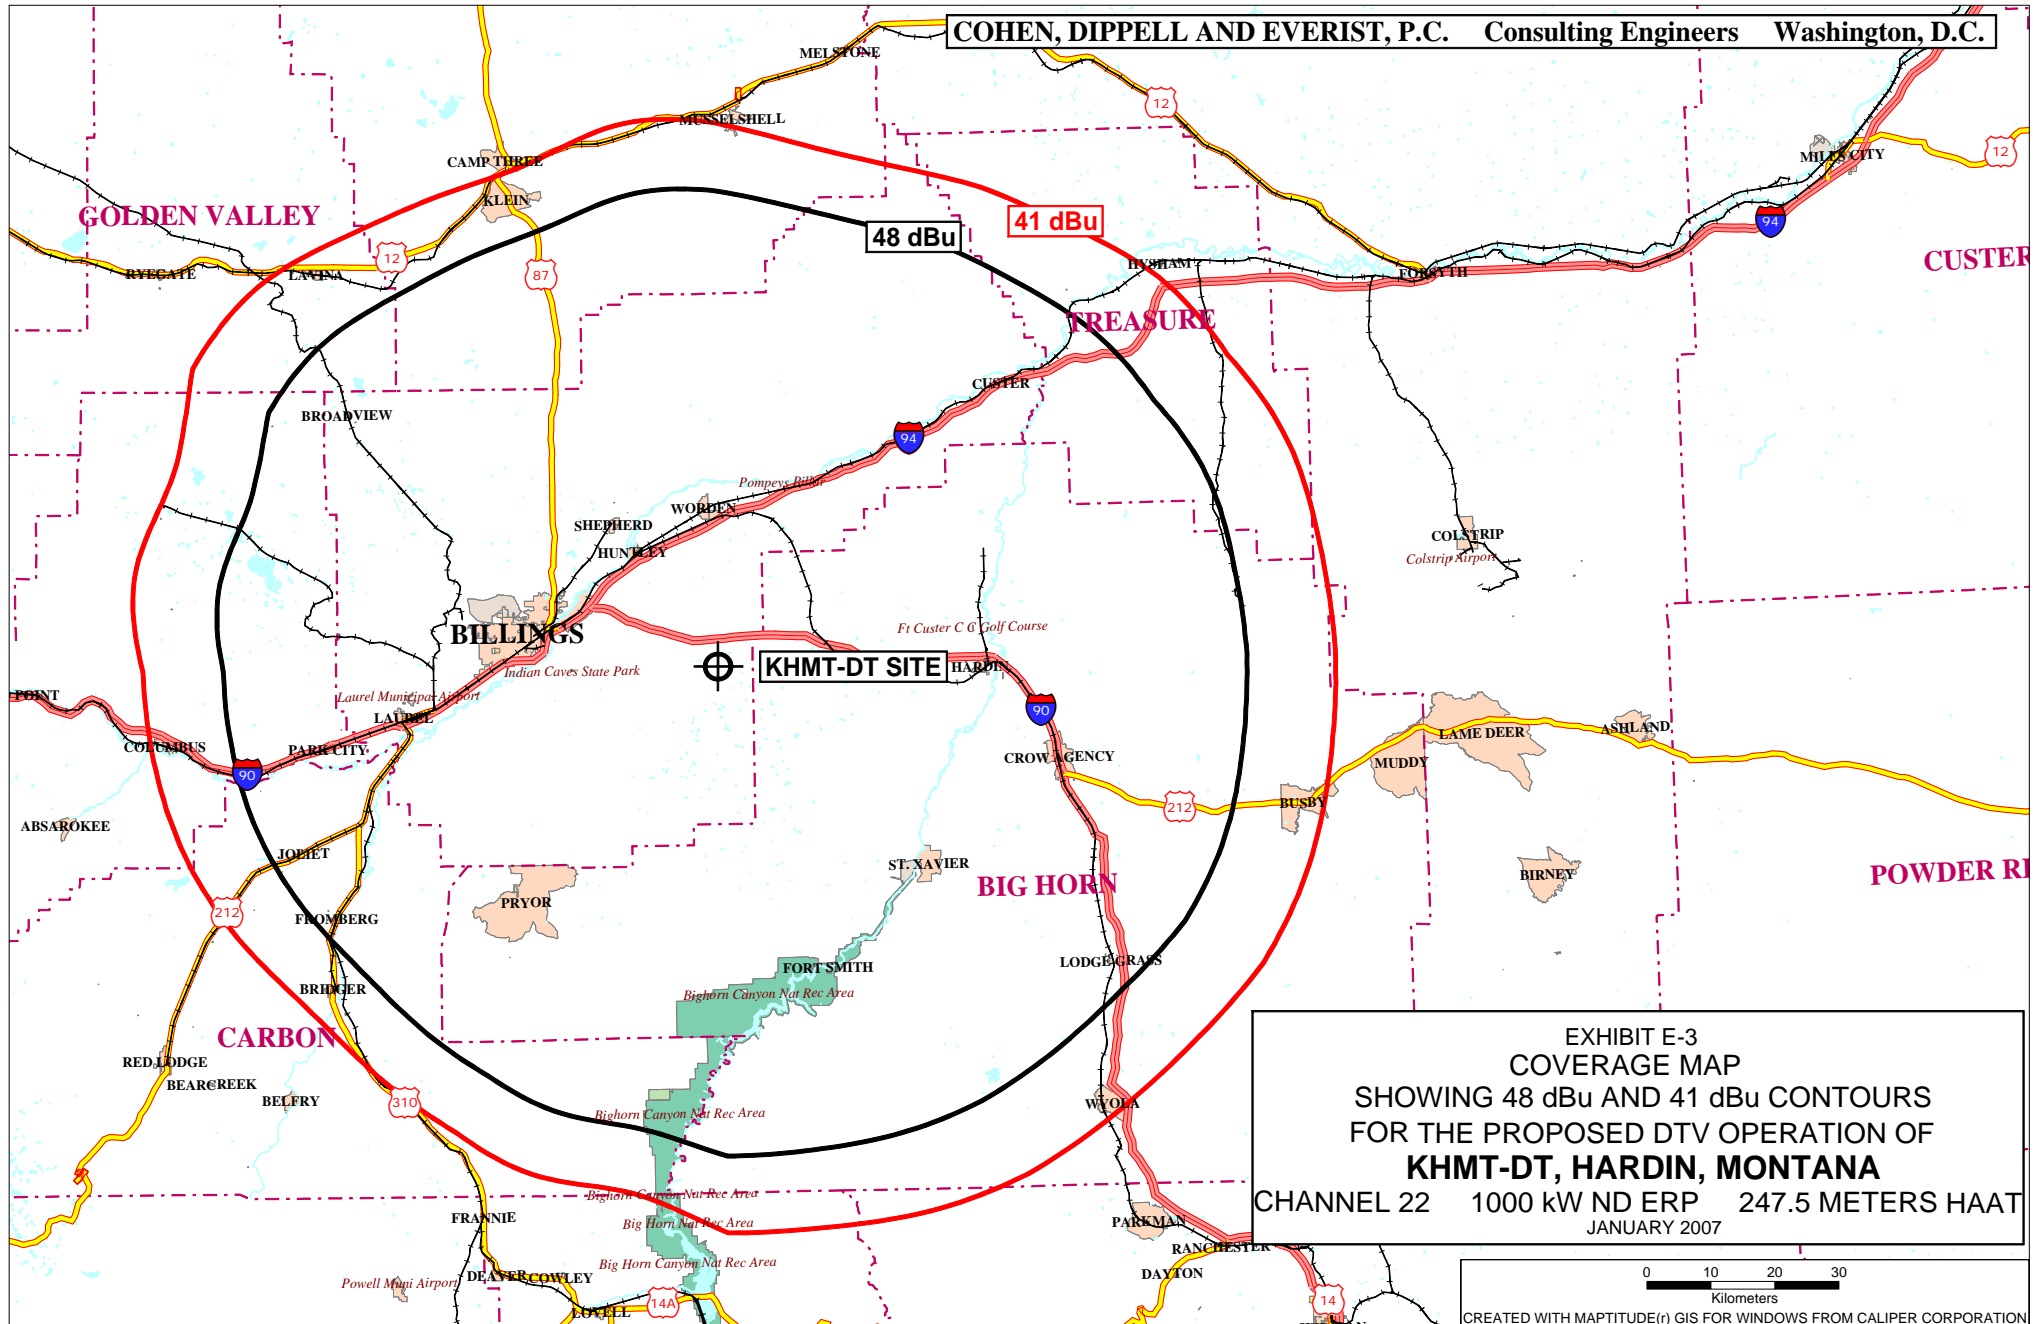 COHEN, DIPPELL AND EVERIST, P.C. Consulting Engineers Washington, D.C.
MELSTONE
12
MUSSELSHELL
CAMP THREE
MILES CITY
12
KLEIN
GOLDEN VALLEY
41 dBu
94
48 dBu
12
HYSHAM
CUSTER
RYEGATE
LAVINA
87
FORSYTH
TREASURE
CUSTER
BROADVIEW
94
Pompeys Pillar
WORDEN
SHEPHERD
COLSTRIP
HUNTLEY
Colstrip Airport
BILLINGS
Ft Custer C C Golf Course
KHMT-DT SITE
HARDIN
Indian Caves State Park
POINT
Laurel Municipal Airport
LAUREL
90
COLUMBUS
PARK CITY
LAME DEER
ASHLAND
CROW AGENCY
MUDDY
90
212
BUSBY
ABSAROKEE
JOLIET
ST. XAVIER
BIG HORN
BIRNEY
POWDER RI
PRYOR
212
FROMBERG
LODGE GRASS
FORT SMITH
BRIDGER
Bighorn Canyon Nat Rec Area
CARBON
RED LODGE
BEARCREEK
BELFRY
310
Bighorn Canyon Nat Rec Area
WYOLA
Bighorn Canyon Nat Rec Area
FRANNIE
Big Horn Nat Rec Area
PARKMAN
RANCHESTER
Big Horn Canyon Nat Rec Area
DAYTON
Powell Muni Airport
DEAVER
COWLEY
LOVELL
14A
14
EXHIBIT E-3
COVERAGE MAP
SHOWING 48 dBu AND 41 dBu CONTOURS
FOR THE PROPOSED DTV OPERATION OF
KHMT-DT, HARDIN, MONTANA
CHANNEL 22 1000 kW ND ERP 247.5 METERS HAAT
JANUARY 2007
0 10 20 30
Kilometers
CREATED WITH MAPTITUDE(r) GIS FOR WINDOWS FROM CALIPER CORPORATION